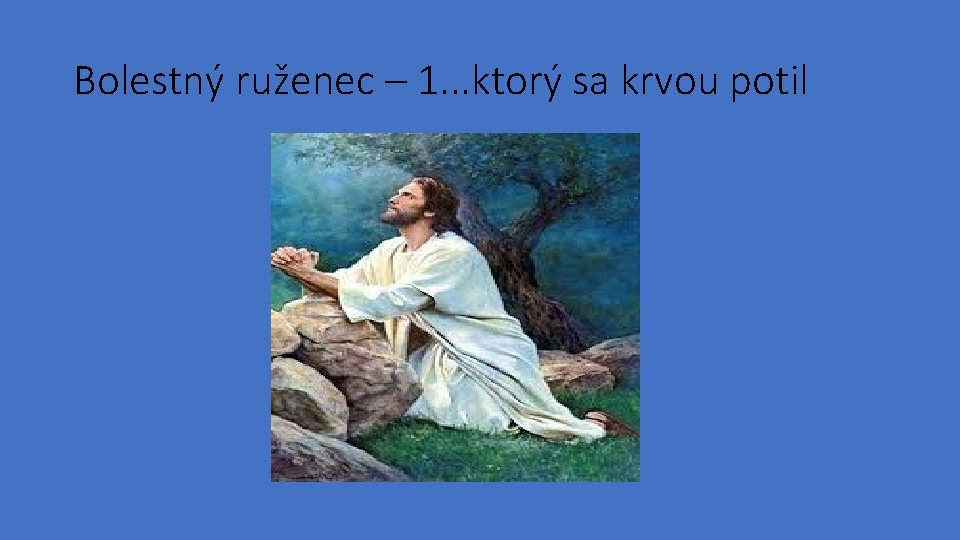 Bolestný ruženec – 1...ktorý sa krvou potil